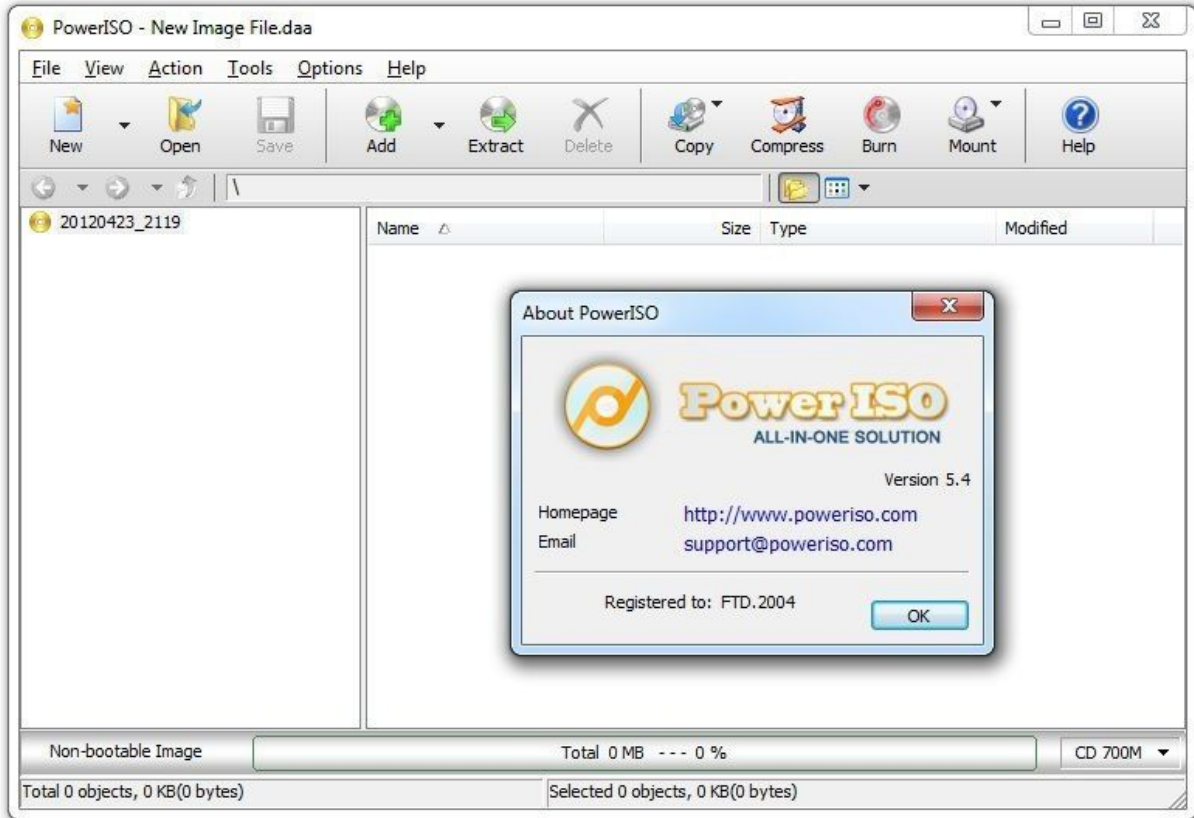 PowerISO - New Image File.daa
File View Action Tools Options Help
New Open Save Add Extract Delete Copy Compress Burn Mount Help
\
20120423_2119
Name Size Type Modified
About PowerISO
Power ISO
ALL-IN-ONE SOLUTION
Version 5.4
Homepage http://www.poweriso.com
Email support@poweriso.com
Registered to: FTD.2004
OK
Non-bootable Image Total 0 MB --- 0 % CD 700M
Total 0 objects, 0 KB(0 bytes) Selected 0 objects, 0 KB(0 bytes)